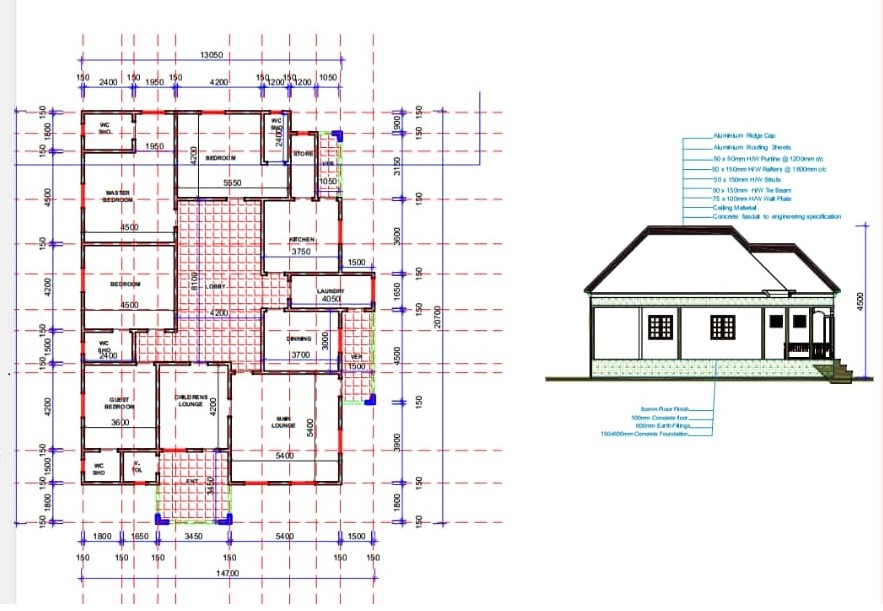 13050
150 2400 150 1950 150 4200 150 1200 150 1200 1050
WC
SHO.
1950
4200
BEDROOM
5550
WC
SHO
2400
STORE
VER
1050
MASTER
BEDROOM
4500
KITCHEN
3750
1500
BEDROOM
4500
8100
LOBBY
4200
LAUNDRY
4050
WC
SHO
2400
DINNING
3700
3000
VER
1500
GUEST
BEDROOM
3600
CHILDRENS
LOUNGE
4200
MAIN
LOUNGE
5400
5400
WC
SHO
V.
TOL
ENT
3450
150
1800
150
4500
150
4200
150
1500
150
4200
150
1500
150
1800
150
150
1900
150
3150
150
3600
150
1650
150
4500
150
3900
150
1800
150
20700
1800 1650 3450 5400 1500
150 150 150 150 150 150
14700
Aluminium Ridge Cap
Aluminium Roofing Sheets
50 x 50mm H/W Purline @ 1200mm c/c
50 x 150mm H/W Rafters @ 1800mm c/c
50 x 150mm H/W Struts
50 x 150mm H/W Tie Beam
75 x 100mm H/W Wall Plate
Ceiling Material
Concrete fascial to engineering specification
4500
Floor Finish
100mm Concrete floor
600mm Earth Fillings
Concrete Foundation